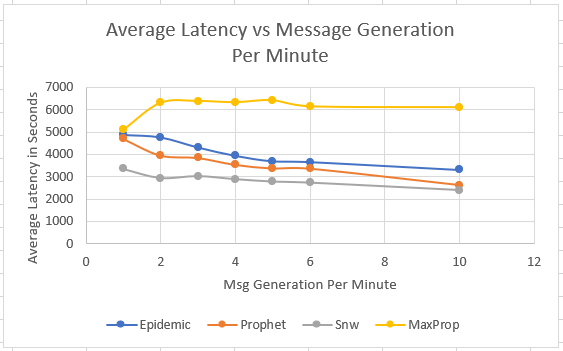 Average Latency vs Message Generation
Per Minute
Average Latency in Seconds
7000
6000
5000
4000
3000
2000
1000
0
0 2 4 6 8 10 12
Msg Generation Per Minute
Epidemic Prophet Snw MaxProp